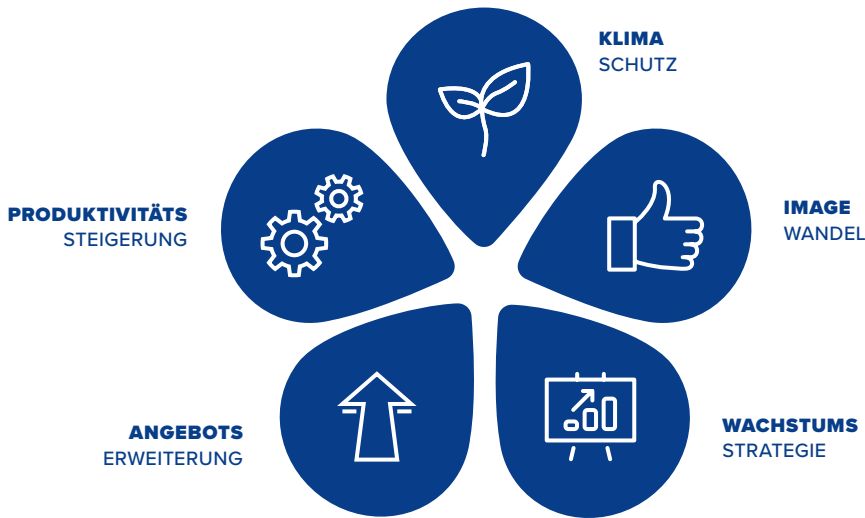 KLIMA
SCHUTZ
PRODUKTIVITÄTS
STEIGERUNG
IMAGE
WANDEL
ANGEBOTS
ERWEITERUNG
WACHSTUMS
STRATEGIE